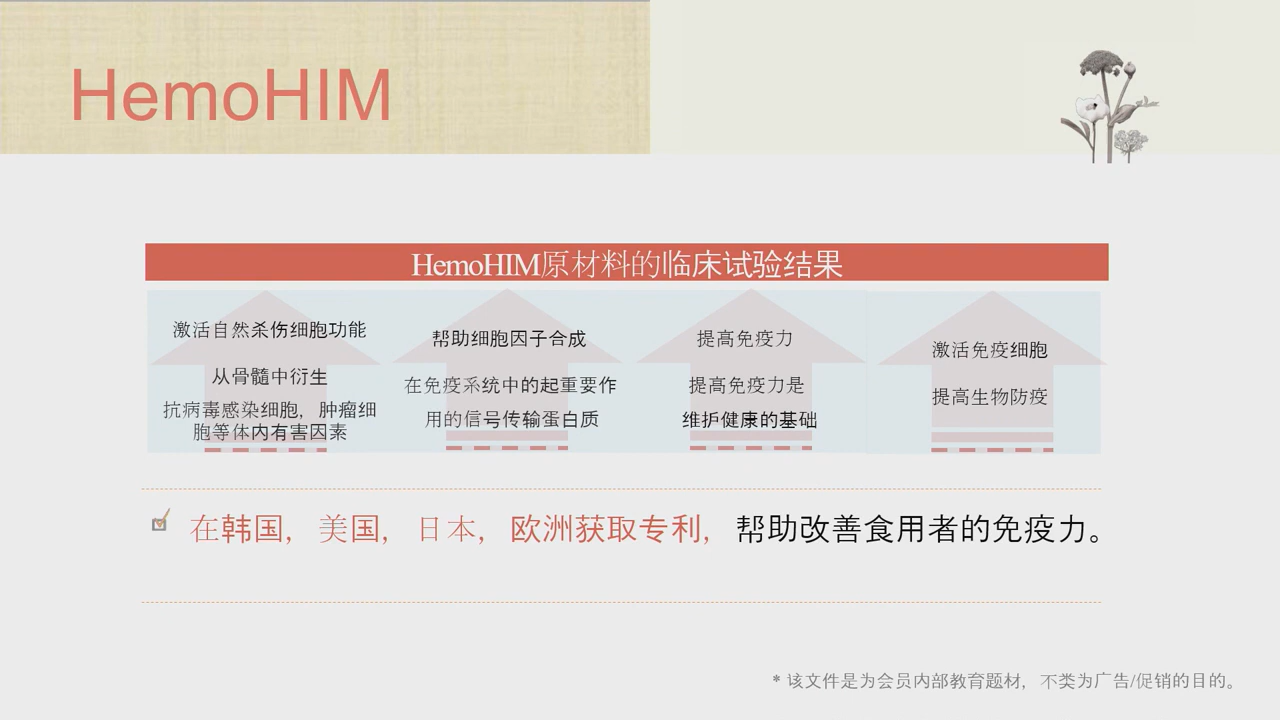 HemoHIM
HemoHIM原材料的临床试验结果
激活自然杀伤细胞功能
从骨髓中衍生
抗病毒感染细胞，肿瘤细
胞等体内有害因素
帮助细胞因子合成
在免疫系统中的起重要作
用的信号传输蛋白质
提高免疫力
提高免疫力是
维护健康的基础
激活免疫细胞
提高生物防疫
在韩国，美国，日本，欧洲获取专利，帮助改善食用者的免疫力。
* 该文件是为会员内部教育题材，不类为广告/促销的目的。